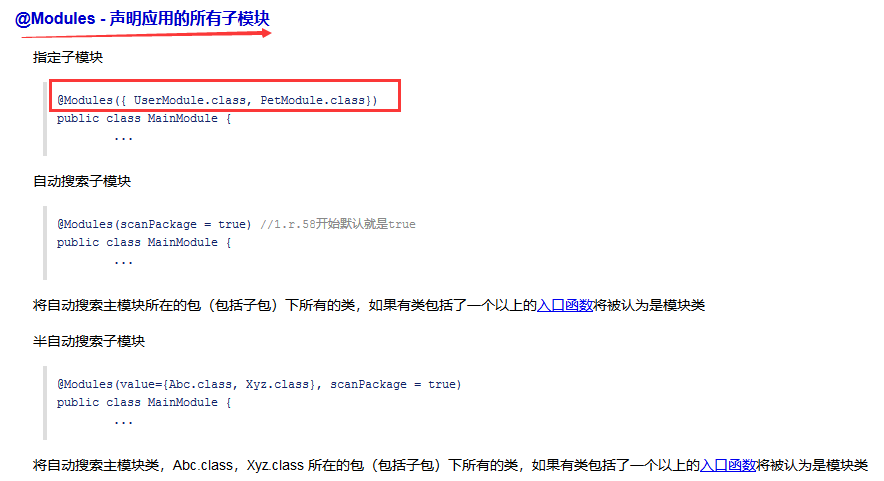 @Modules - 声明应用的所有子模块
指定子模块
@Modules({ UserModule.class, PetModule.class})
public class MainModule {
...
自动搜索子模块
@Modules(scanPackage = true) //1.r.58开始默认就是true
public class MainModule {
...
将自动搜索主模块所在的包（包括子包）下所有的类，如果有类包括了一个以上的入口函数将被认为是模块类
半自动搜索子模块
@Modules(value={Abc.class, Xyz.class}, scanPackage = true)
public class MainModule {
...
将自动搜索主模块类，Abc.class，Xyz.class 所在的包（包括子包）下所有的类，如果有类包括了一个以上的入口函数将被认为是模块类